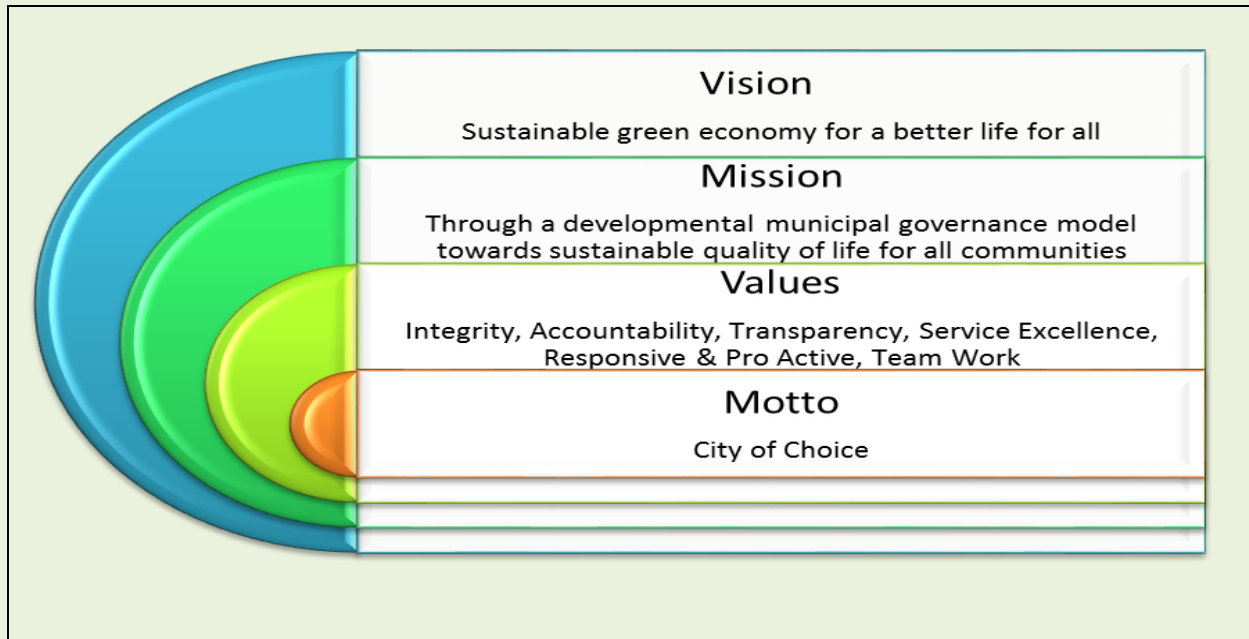 Vision
Sustainable green economy for a better life for all
Mission
Through a developmental municipal governance model
towards sustainable quality of life for all communities
Values
Integrity, Accountability, Transparency, Service Excellence,
Responsive & Pro Active, Team Work
Motto
City of Choice